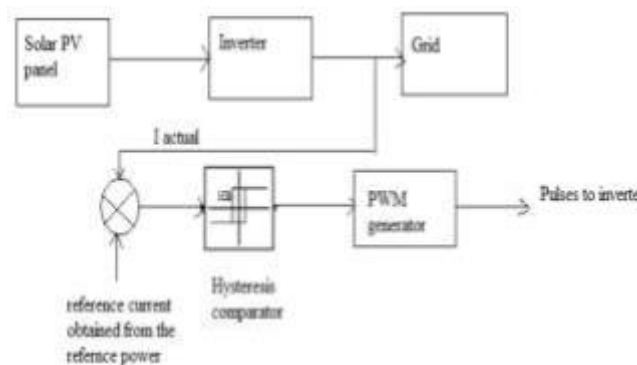 Solar PV
panel
Inverter
Grid
I actual
PWM
generator
Pulses to inverte
Hysteresis
comparator
reference current
obtained from the
refernce power